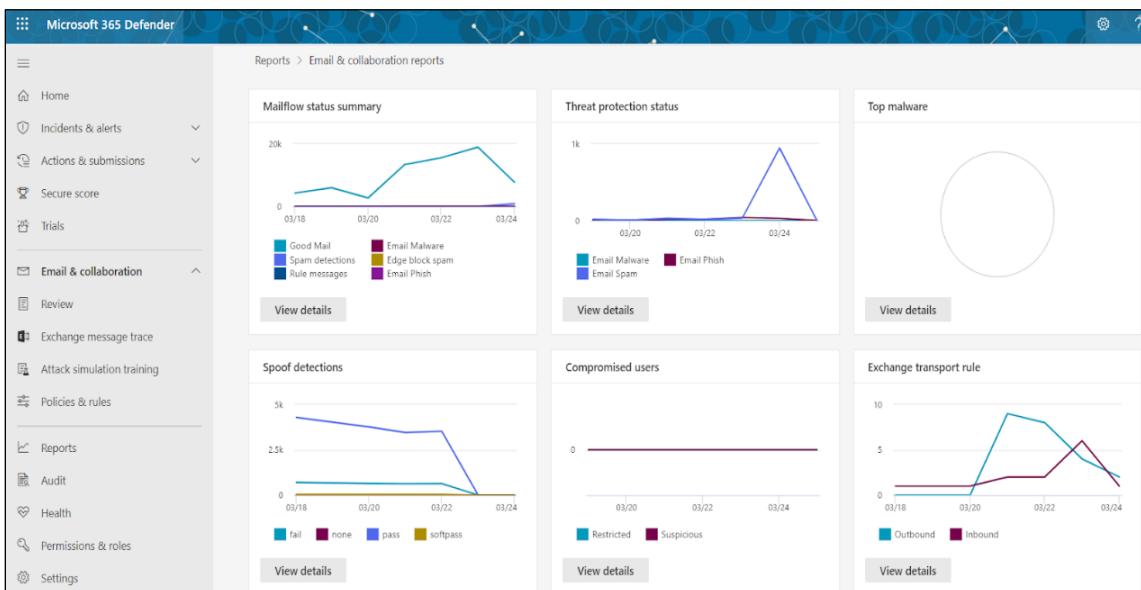 Microsoft 365 Defender
Home
Incidents & alerts
Actions & submissions
Secure score
Trials
Email & collaboration
Review
Exchange message trace
Attack simulation training
Policies & rules
Reports
Audit
Health
Permissions & roles
Settings
Reports > Email & collaboration reports
Mailflow status summary
20k
0
03/18 03/20 03/22 03/24
Good Mail Email Malware
Spam detections Edge block spam
Rule messages Email Phish
View details
Threat protection status
1k
0
03/20 03/22 03/24
Email Malware Email Phish
Email Spam
View details
Top malware
View details
Spoof detections
5k
2.5k
0
03/18 03/20 03/22 03/24
fail none pass softpass
View details
Compromised users
0
03/20 03/22 03/24
Restricted Suspicious
View details
Exchange transport rule
10
5
0
03/18 03/20 03/22 03/24
Outbound Inbound
View details